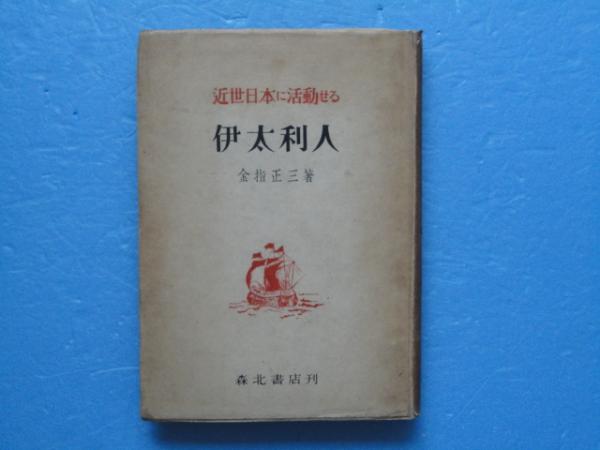 近世日本に活動せる
伊太利人
金指正三著
森北書店刊